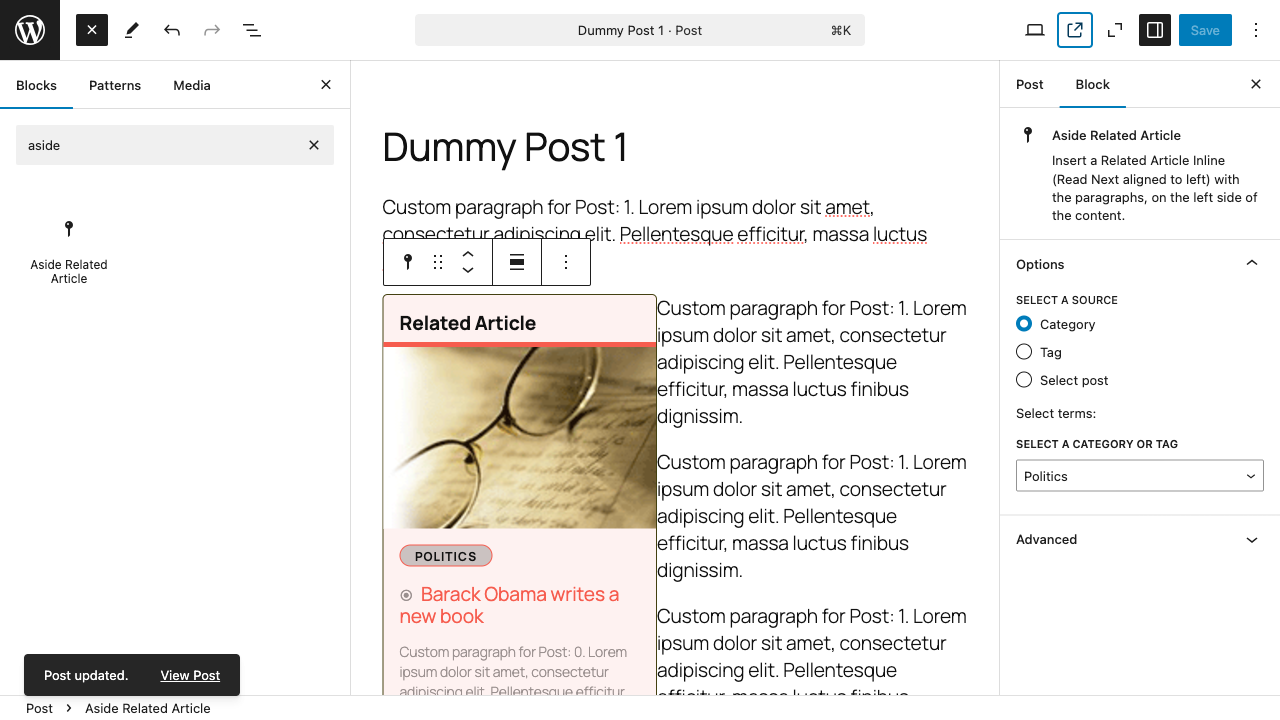 Dummy Post 1 · Post
⌘K
Save
Blocks
Patterns
Media
aside
Aside Related
Article
Dummy Post 1
Custom paragraph for Post: 1. Lorem ipsum dolor sit amet,
consectetur adipiscing elit. Pellentesque efficitur, massa luctus
Related Article
POLITICS
Barack Obama writes a
new book
Custom paragraph for Post: 0. Lorem
ipsum dolor sit amet, consectetur
adipiscing elit. Pellentesque efficitur,
Custom paragraph for Post: 1. Lorem
ipsum dolor sit amet, consectetur
adipiscing elit. Pellentesque
efficitur, massa luctus finibus
dignissim.
Custom paragraph for Post: 1. Lorem
ipsum dolor sit amet, consectetur
adipiscing elit. Pellentesque
efficitur, massa luctus finibus
dignissim.
Custom paragraph for Post: 1. Lorem
ipsum dolor sit amet, consectetur
adipiscing elit. Pellentesque
efficitur, massa luctus finibus
Post
Block
Aside Related Article
Insert a Related Article Inline
(Read Next aligned to left) with
the paragraphs, on the left side of
the content.
Options
SELECT A SOURCE
Category
Tag
Select post
Select terms:
SELECT A CATEGORY OR TAG
Politics
Advanced
Post updated.
View Post
Post
Aside Related Article